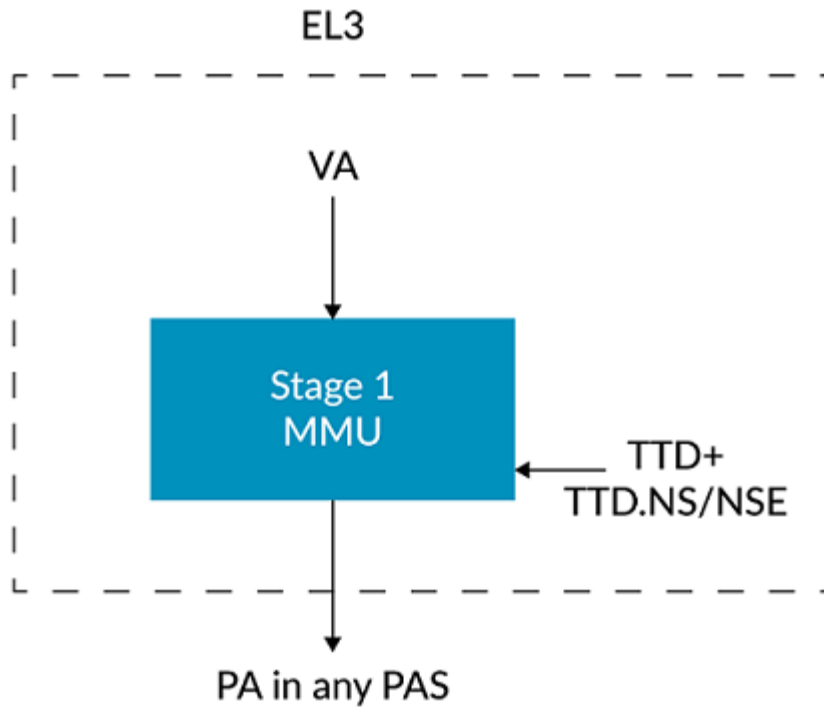 EL3
VA
Stage 1
MMU
TTD+
TTD.NS/NSE
PA in any PAS